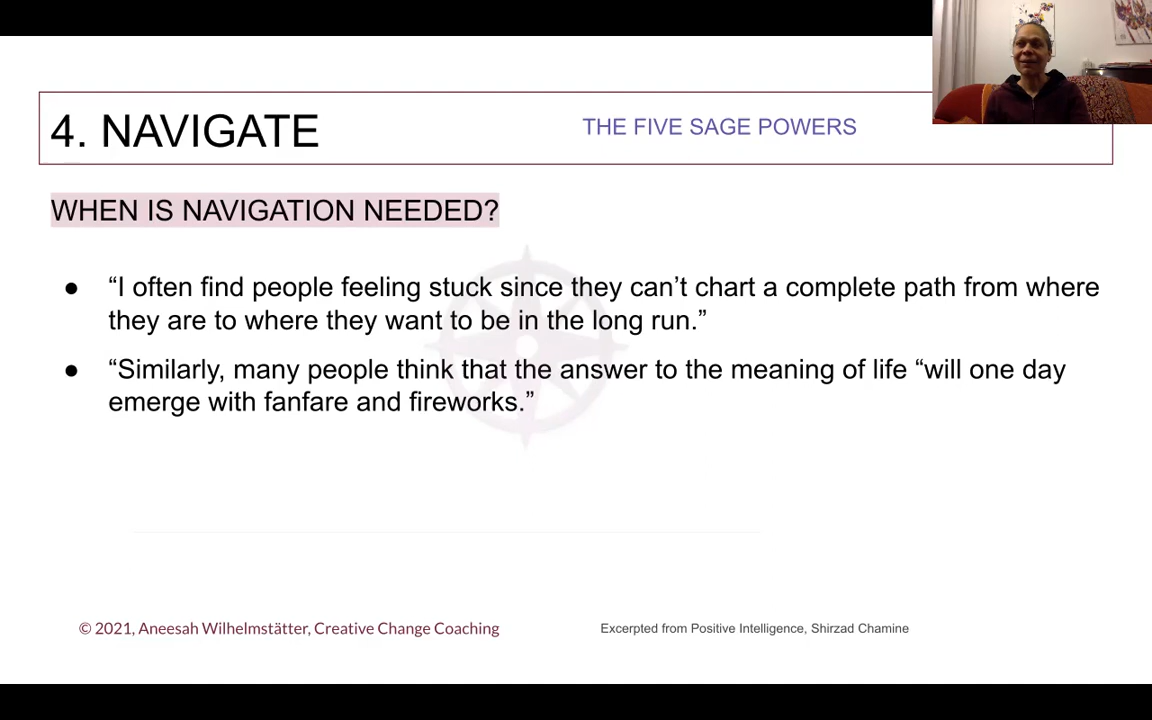 4. NAVIGATE
THE FIVE SAGE POWERS
WHEN IS NAVIGATION NEEDED?
● “I often find people feeling stuck since they can’t chart a complete path from where
they are to where they want to be in the long run.”
● “Similarly, many people think that the answer to the meaning of life “will one day
emerge with fanfare and fireworks.”
© 2021, Aneesah Wilhelmstätter, Creative Change Coaching
Excerpted from Positive Intelligence, Shirzad Chamine